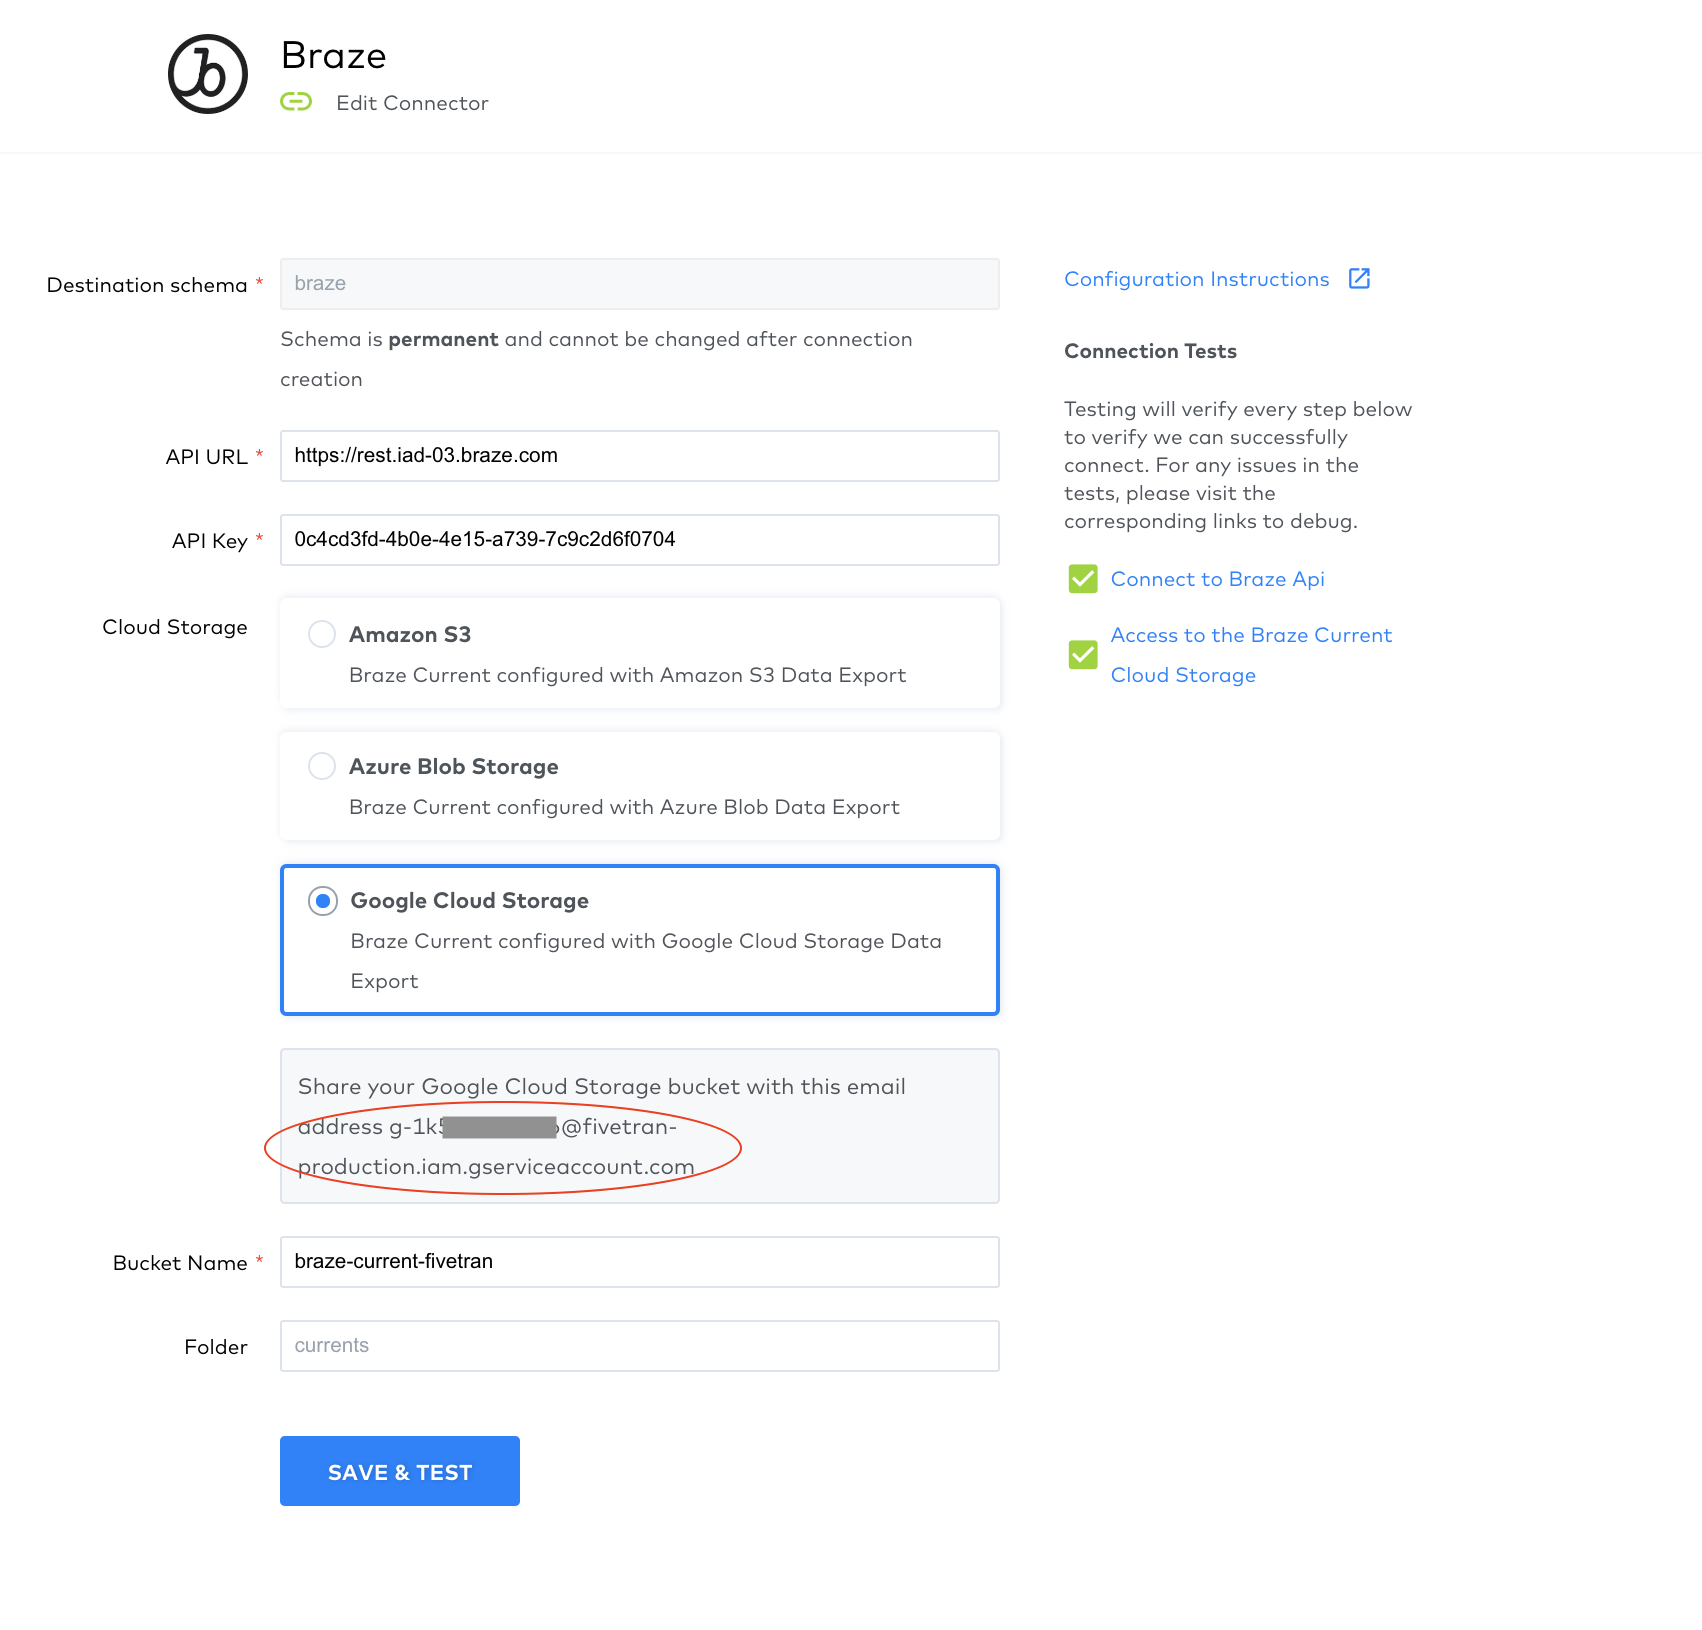 Braze
Edit Connector
Destination schema *
braze
Schema is permanent and cannot be changed after connection
creation
API URL *
https://rest.iad-03.braze.com
API Key *
0c4cd3fd-4b0e-4e15-a739-7c9c2d6f0704
Cloud Storage
Amazon S3
Braze Current configured with Amazon S3 Data Export
Azure Blob Storage
Braze Current configured with Azure Blob Data Export
Google Cloud Storage
Braze Current configured with Google Cloud Storage Data
Export
Share your Google Cloud Storage bucket with this email
address g-1k @fivetran-
production.iam.gserviceaccount.com
Bucket Name *
braze-current-fivetran
Folder
currents
SAVE & TEST
Configuration Instructions
Connection Tests
Testing will verify every step below
to verify we can successfully
connect. For any issues in the
tests, please visit the
corresponding links to debug.
Connect to Braze Api
Access to the Braze Current
Cloud Storage